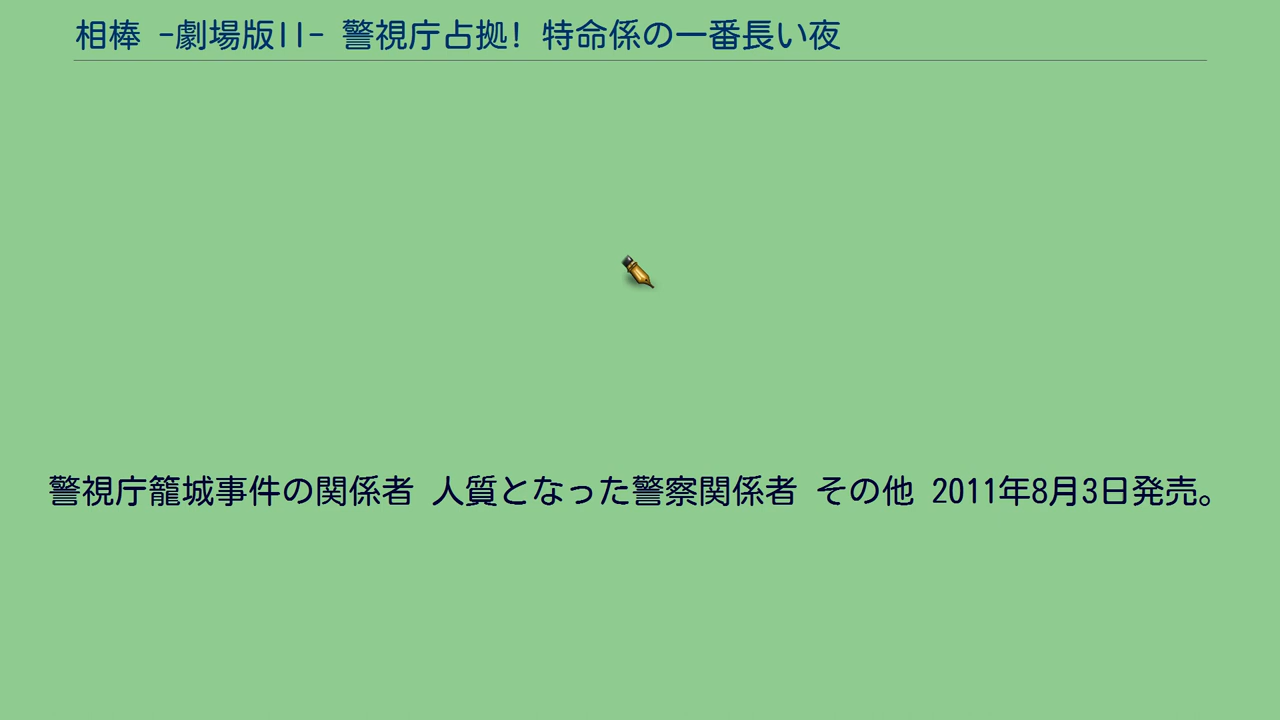 相棒 -劇場版II- 警視庁占拠! 特命係の一番長い夜
警視庁籠城事件の関係者 人質となった警察関係者 その他 2011年8月3日発売。